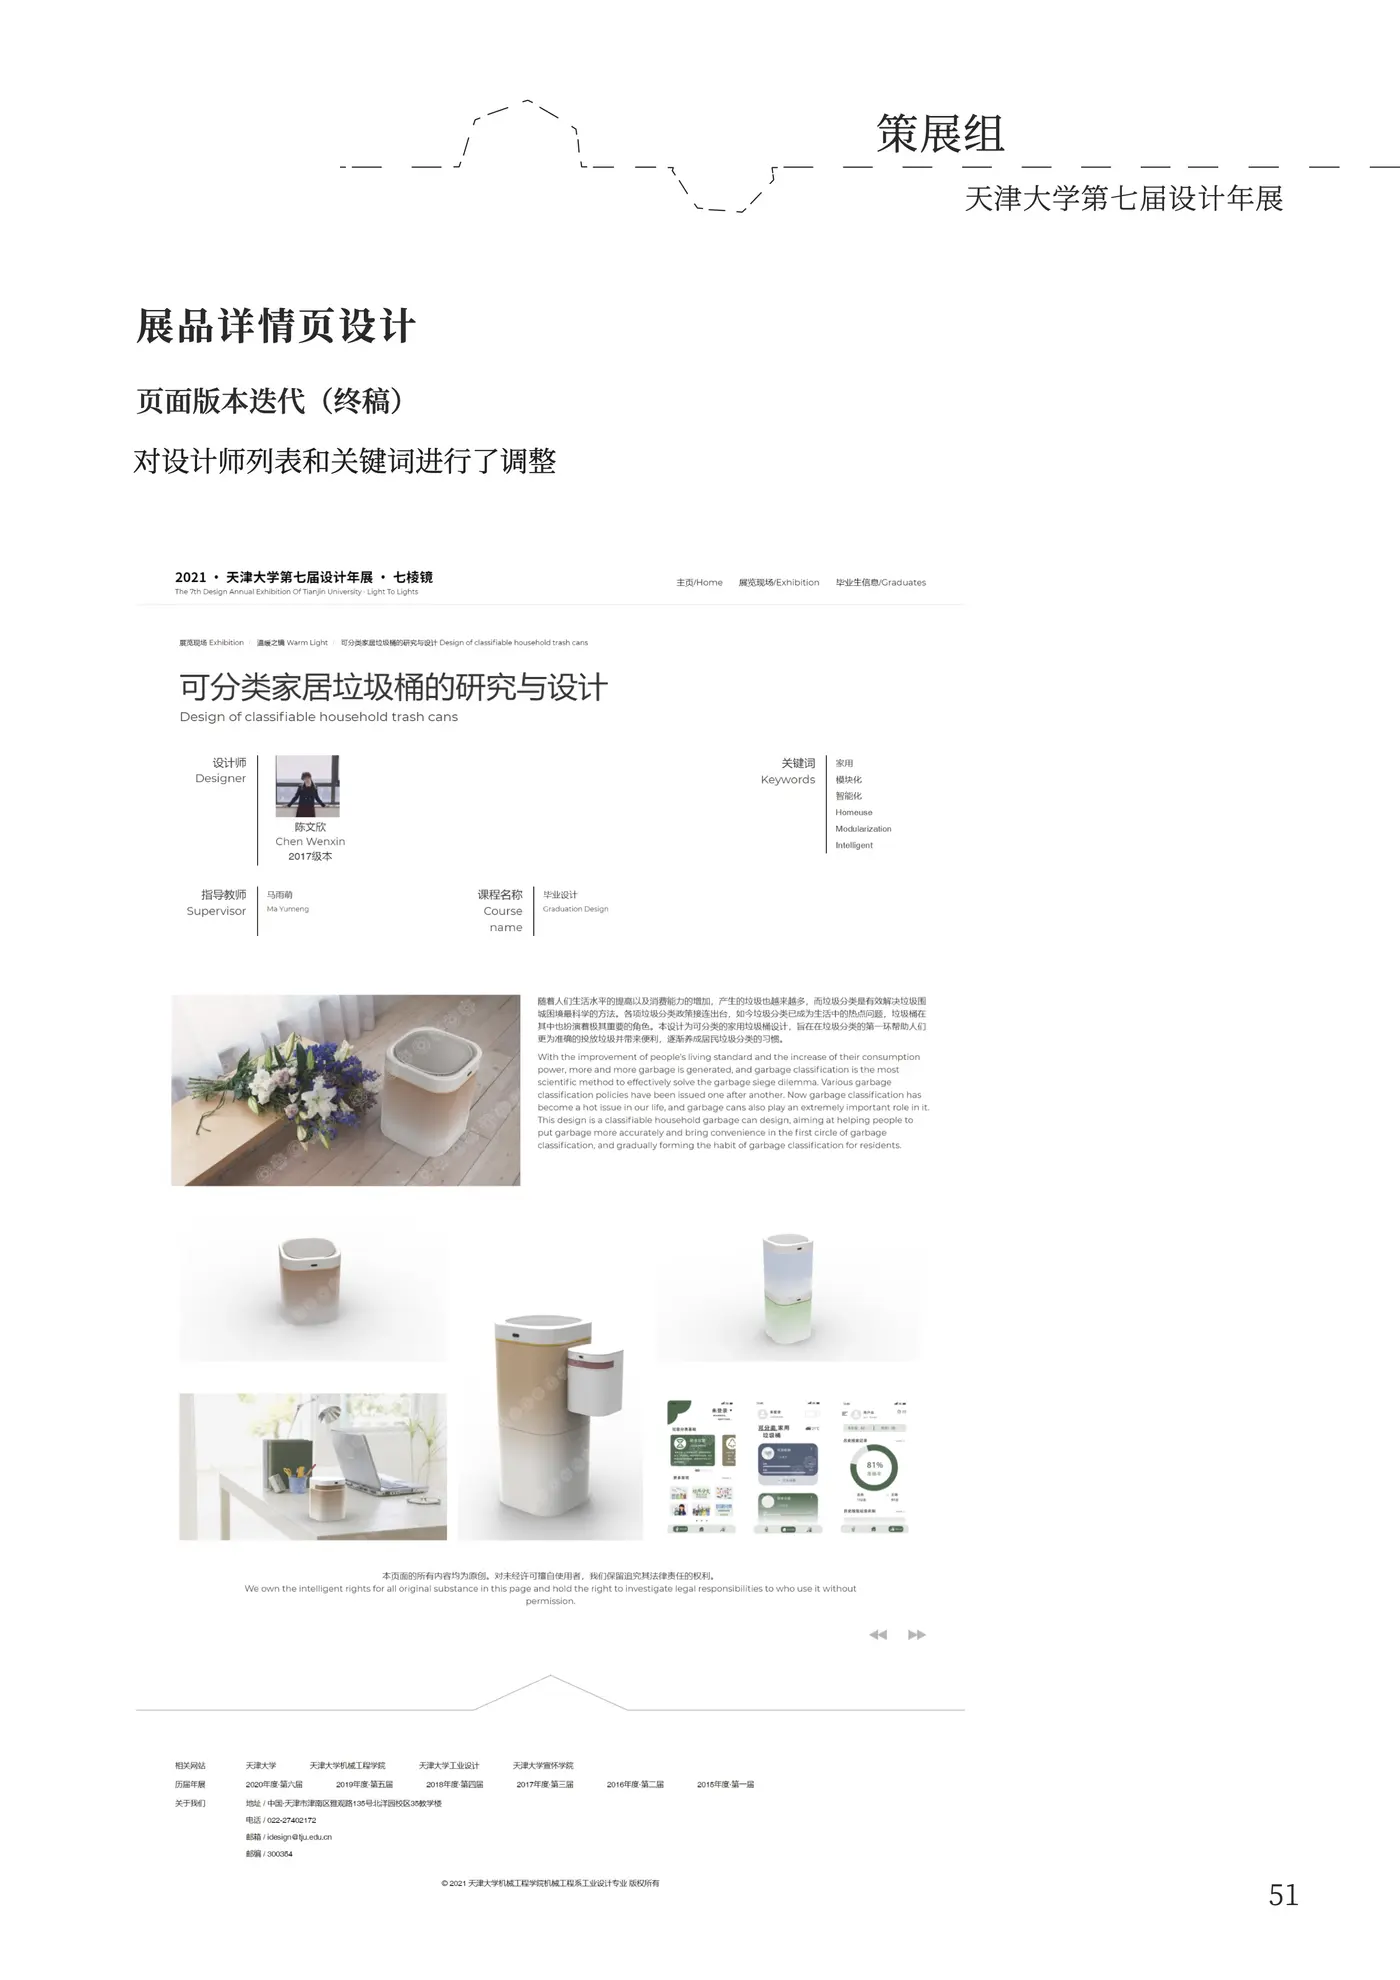 策展组
天津大学第七届设计年展
展品详情页设计
页面版本迭代（终稿）
对设计师列表和关键词进行了调整
2021 · 天津大学第七届设计年展 · 七棱镜
The 7th Design Annual Exhibition Of Tianjin University · Light To Lights
主页/Home 展览现场/Exhibition 毕业生信息/Graduates
展览现场 Exhibition 温暖之镜 Warm Light 可分类家居垃圾桶的研究与设计 Design of classifiable household trash cans
可分类家居垃圾桶的研究与设计
Design of classifiable household trash cans
设计师
Designer
陈文欣
Chen Wenxin
2017级本
关键词
Keywords
家用
模块化
智能化
Homeuse
Modularization
Intelligent
指导教师
Supervisor
马雨萌
Ma Yumeng
课程名称
Course
name
毕业设计
Graduation Design
随着人们生活水平的提高以及消费能力的增加，产生的垃圾也越来越多，而垃圾分类是有效解决垃圾围
城困境最科学的方法。各项垃圾分类政策接连出台，如今垃圾分类已成为生活中的热点问题，垃圾桶在
其中也扮演着极其重要的角色。本设计为可分类的家用垃圾桶设计，旨在在垃圾分类的第一环帮助人们
更为准确的投放垃圾并带来便利，逐渐养成居民垃圾分类的习惯。
With the improvement of people's living standard and the increase of their consumption
power, more and more garbage is generated, and garbage classification is the most
scientific method to effectively solve the garbage siege dilemma. Various garbage
classification policies have been issued one after another. Now garbage classification has
become a hot issue in our life, and garbage cans also play an extremely important role in it.
This design is a classifiable household garbage can design, aiming at helping people to
put garbage more accurately and bring convenience in the first circle of garbage
classification, and gradually forming the habit of garbage classification for residents.
可分类 家用
垃圾桶
81%
本页面的所有内容均为原创。对未经许可擅自使用者，我们保留追究其法律责任的权利。
We own the Intelligent rights for all original substance in this page and hold the right to investigate legal responsibilities to who use it without
permission.
相关网站 天津大学 天津大学机械工程学院 天津大学工业设计 天津大学宣怀学院
历届年展 2020年度·第六届 2019年度·第五届 2018年度·第四届 2017年度·第三届 2016年度·第二届 2015年度·第一届
关于我们 地址 / 中国·天津市津南区雅观路135号北洋园校区35教学楼
电话 / 022-27402172
邮箱 / idesign@tju.edu.cn
邮编 / 300354
© 2021 天津大学机械工程学院机械工程系工业设计专业 版权所有
51